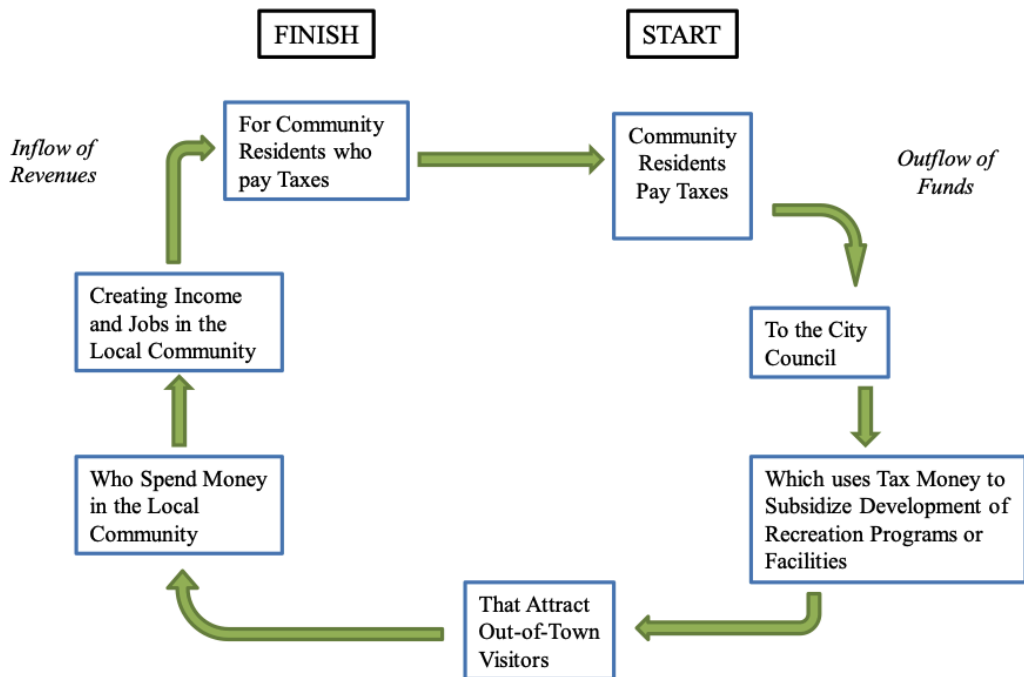 FINISH
START
Inflow of
Revenues
For Community
Residents who
pay Taxes
Community
Residents
Pay Taxes
Outflow of
Funds
To the City
Council
Which uses Tax Money to
Subsidize Development of
Recreation Programs or
Facilities
That Attract
Out-of-Town
Visitors
Who Spend Money
in the Local
Community
Creating Income
and Jobs in the
Local Community